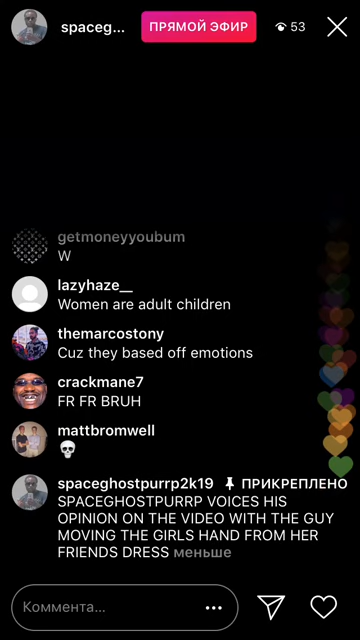 spaceg...
ПРЯМОЙ ЭФИР
53
getmoneyyoubum
W
lazyhaze__
Women are adult children
themarcostony
Cuz they based off emotions
crackmane7
FR FR BRUH
mattbromwell
💀
spaceghostpurrp2k19 📌 ПРИКРЕПЛЕНО
SPACEGHOSTPURRP VOICES HIS
OPINION ON THE VIDEO WITH THE GUY
MOVING THE GIRLS HAND FROM HER
FRIENDS DRESS меньше
Коммента...